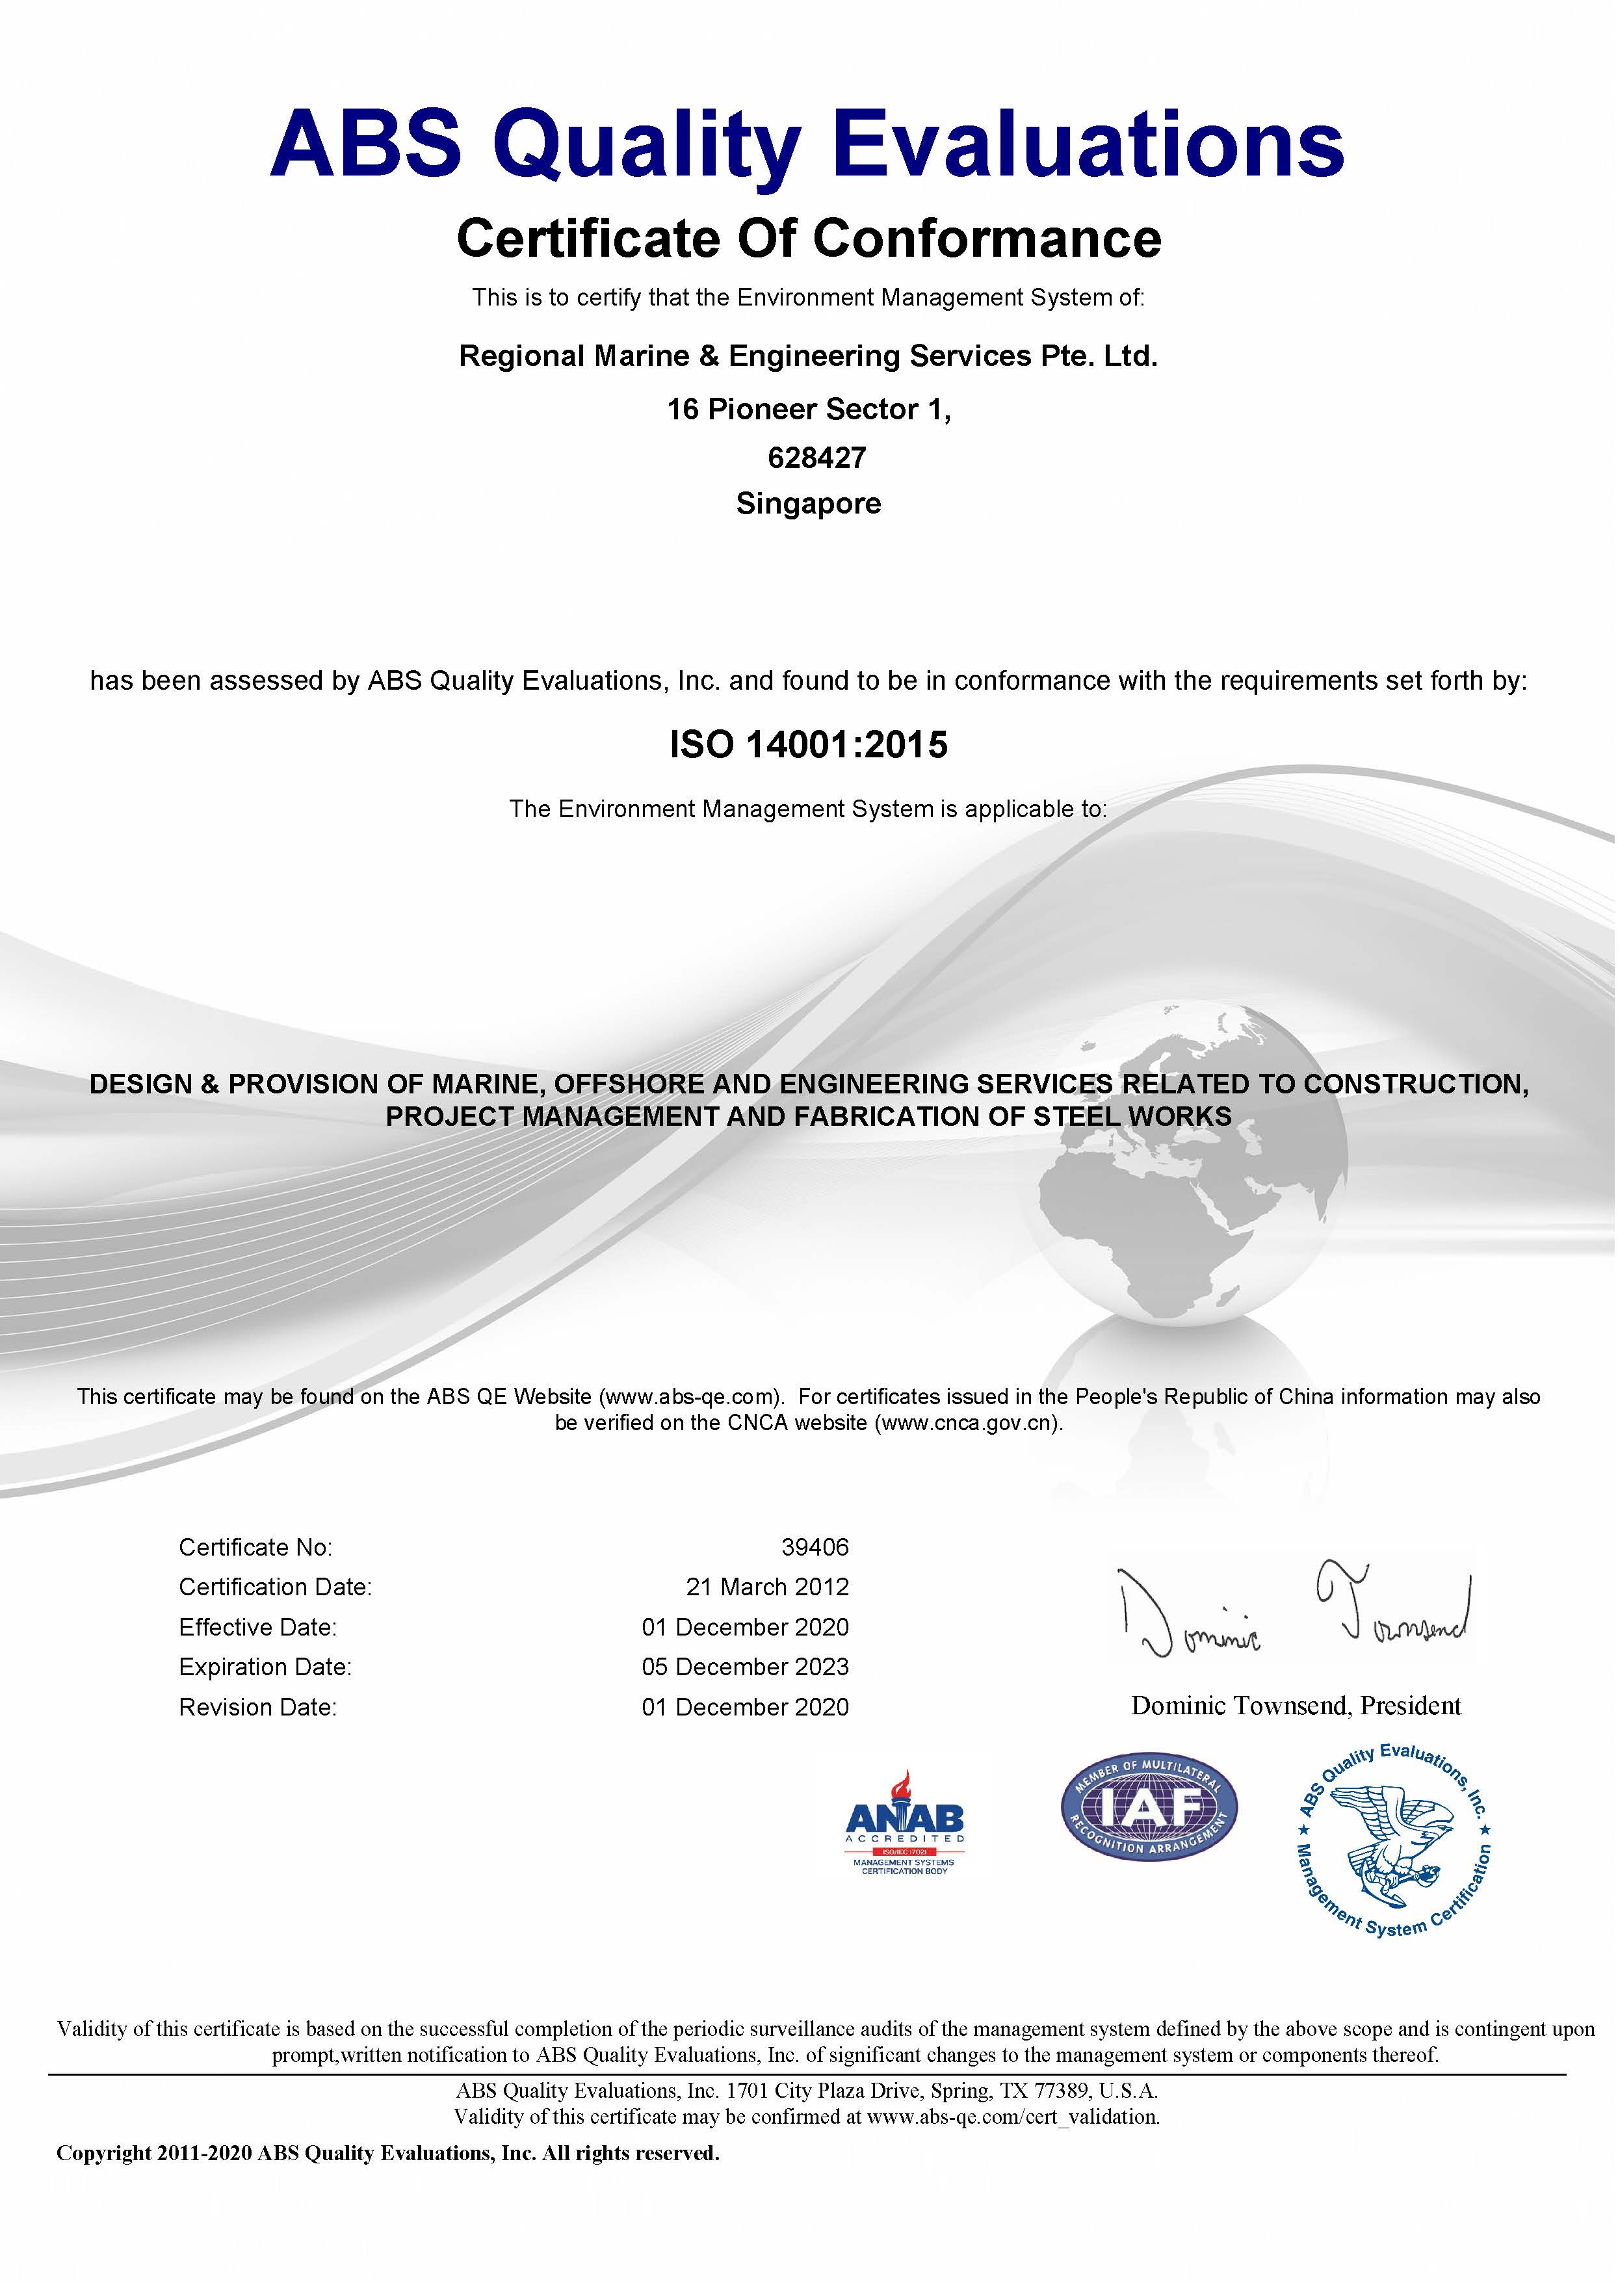 ABS Quality Evaluations
Certificate Of Conformance
This is to certify that the Environment Management System of:
Regional Marine & Engineering Services Pte. Ltd.
16 Pioneer Sector 1,
628427
Singapore
has been assessed by ABS Quality Evaluations, Inc. and found to be in conformance with the requirements set forth by:
ISO 14001:2015
The Environment Management System is applicable to:
DESIGN & PROVISION OF MARINE, OFFSHORE AND ENGINEERING SERVICES RELATED TO CONSTRUCTION,
PROJECT MANAGEMENT AND FABRICATION OF STEEL WORKS
This certificate may be found on the ABS QE Website (www.abs-qe.com). For certificates issued in the People's Republic of China information may also
be verified on the CNCA website (www.cnca.gov.cn).
Certificate No: 39406
Certification Date: 21 March 2012
Effective Date: 01 December 2020
Expiration Date: 05 December 2023
Revision Date: 01 December 2020
Dominic Townsend
Dominic Townsend, President
ANAB
ACCREDITED
ISO/IEC 17021
MANAGEMENT SYSTEMS
CERTIFICATION BODY
MEMBER OF MULTILATERAL
IAF
RECOGNITION ARRANGEMENT
★ ABS Quality Evaluations, Inc. ★
Management System Certification
Validity of this certificate is based on the successful completion of the periodic surveillance audits of the management system defined by the above scope and is contingent upon
prompt,written notification to ABS Quality Evaluations, Inc. of significant changes to the management system or components thereof.
ABS Quality Evaluations, Inc. 1701 City Plaza Drive, Spring, TX 77389, U.S.A.
Validity of this certificate may be confirmed at www.abs-qe.com/cert_validation.
Copyright 2011-2020 ABS Quality Evaluations, Inc. All rights reserved.